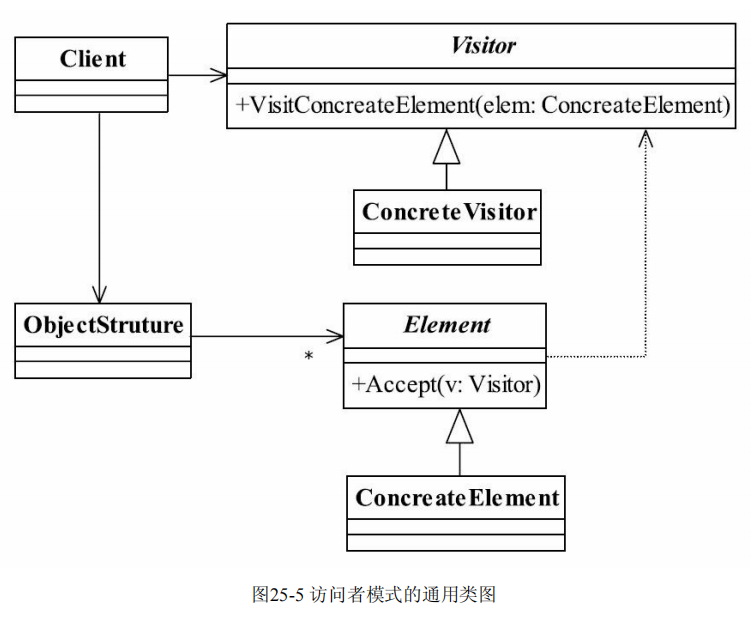 Client
Visitor
+VisitConcreateElement(elem: ConcreateElement)
ConcreteVisitor
ObjectStruture
*
Element
+Accept(v: Visitor)
ConcreateElement
图25-5 访问者模式的通用类图